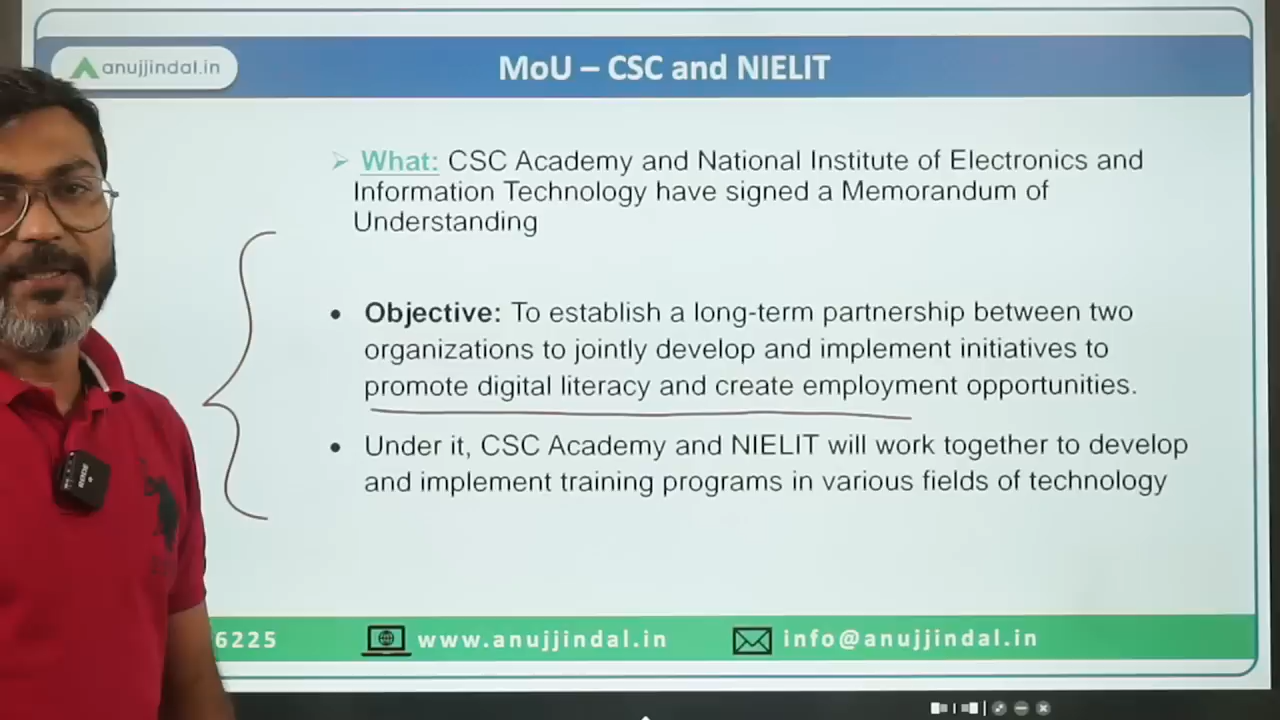 anujjindal.in
MoU – CSC and NIELIT
What: CSC Academy and National Institute of Electronics and
Information Technology have signed a Memorandum of
Understanding
• Objective: To establish a long-term partnership between two
organizations to jointly develop and implement initiatives to
promote digital literacy and create employment opportunities.
• Under it, CSC Academy and NIELIT will work together to develop
and implement training programs in various fields of technology
6225
www.anujjindal.in
info@anujjindal.in